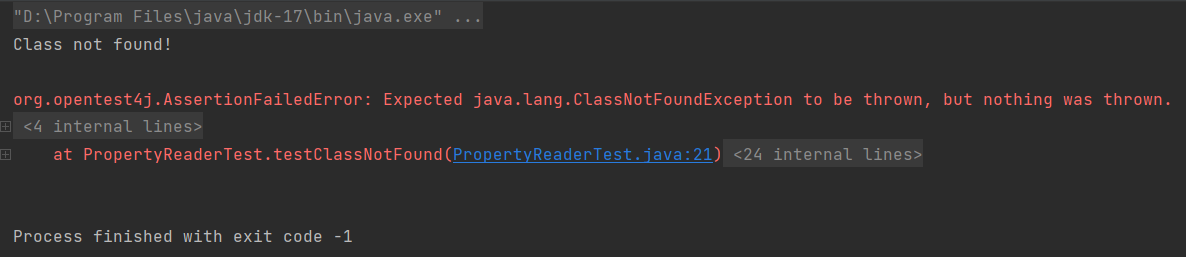 "D:\Program Files\java\jdk-17\bin\java.exe" ...
Class not found!
org.opentest4j.AssertionFailedError: Expected java.lang.ClassNotFoundException to be thrown, but nothing was thrown.
<4 internal lines>
at PropertyReaderTest.testClassNotFound(PropertyReaderTest.java:21) <24 internal lines>
Process finished with exit code -1